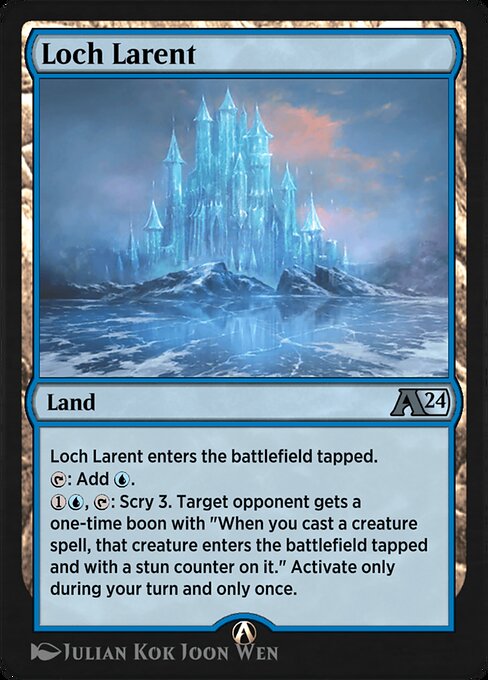 Loch Larent
Land
A24
Loch Larent enters the battlefield tapped.
: Add .
1, : Scry 3. Target opponent gets a
one-time boon with "When you cast a creature
spell, that creature enters the battlefield tapped
and with a stun counter on it." Activate only
during your turn and only once.
Julian Kok Joon Wen